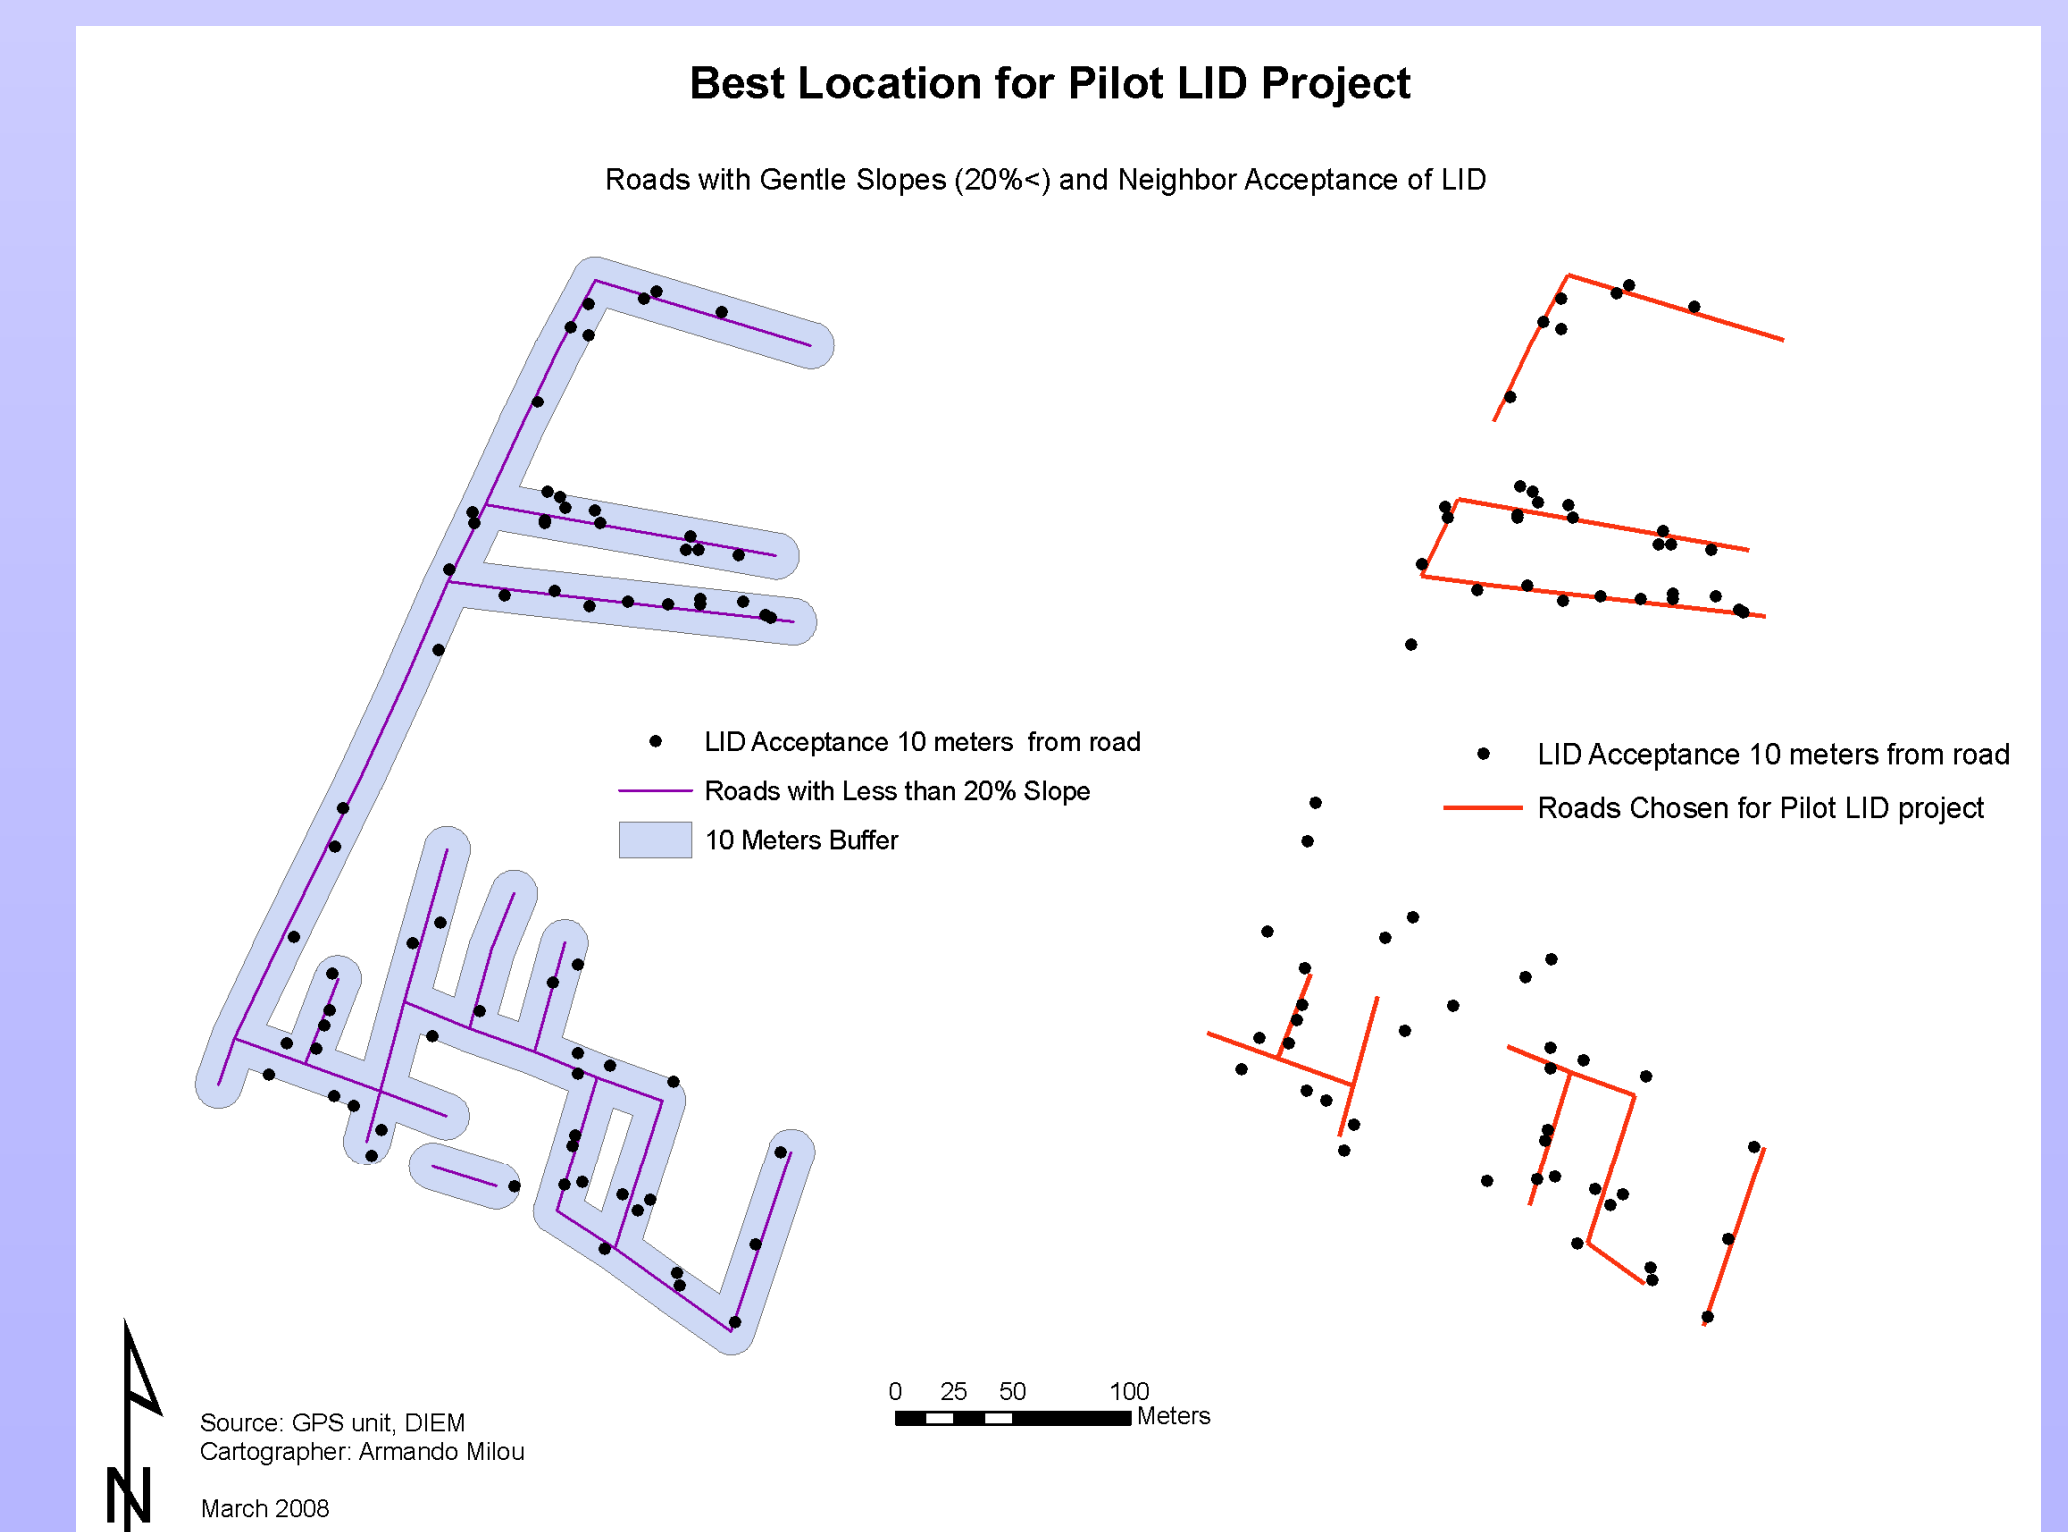 Best Location for Pilot LID Project
Roads with Gentle Slopes (20%<) and Neighbor Acceptance of LID
LID Acceptance 10 meters from road
Roads with Less than 20% Slope
10 Meters Buffer
LID Acceptance 10 meters from road
Roads Chosen for Pilot LID project
0 25 50 100
Meters
Source: GPS unit, DIEM
Cartographer: Armando Milou
March 2008
N